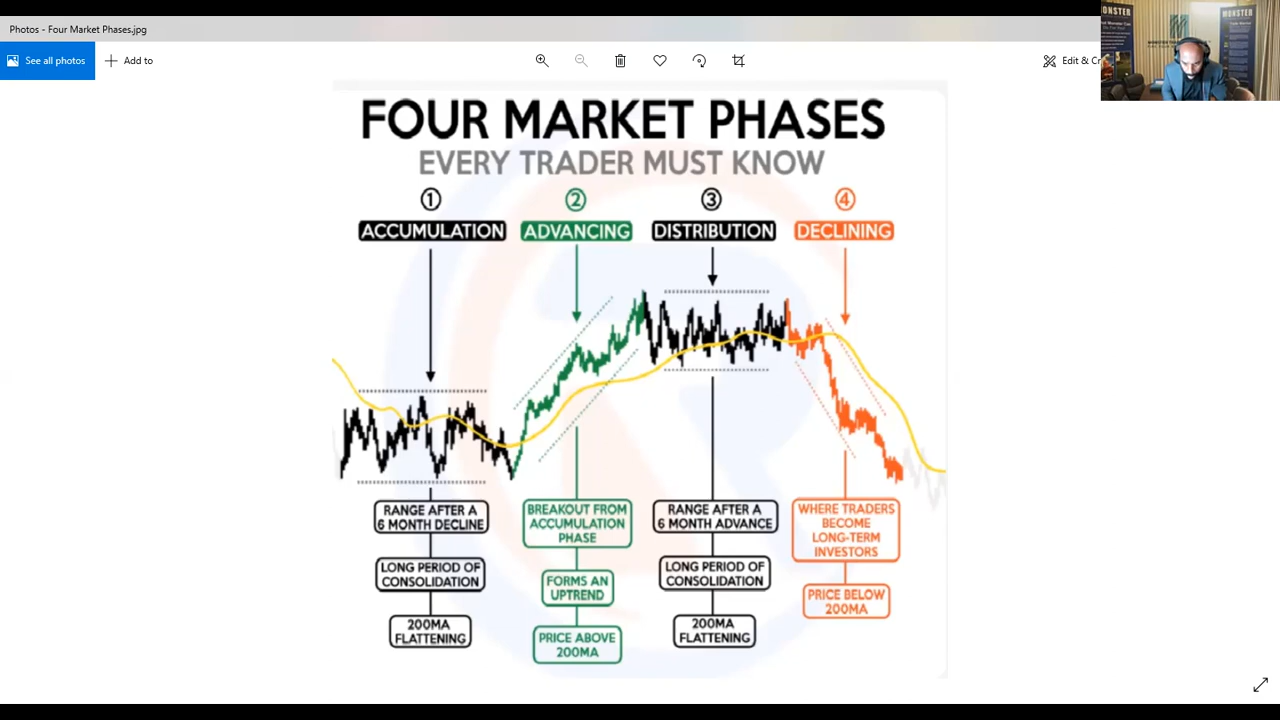 Photos - Four Market Phases.jpg
See all photos
Add to
Edit & Cr
MONSTER
FOUR MARKET PHASES
EVERY TRADER MUST KNOW
1
2
3
4
ACCUMULATION
ADVANCING
DISTRIBUTION
DECLINING
RANGE AFTER A
6 MONTH DECLINE
LONG PERIOD OF
CONSOLIDATION
200MA
FLATTENING
BREAKOUT FROM
ACCUMULATION
PHASE
FORMS AN
UPTREND
PRICE ABOVE
200MA
RANGE AFTER A
6 MONTH ADVANCE
LONG PERIOD OF
CONSOLIDATION
200MA
FLATTENING
WHERE TRADERS
BECOME
LONG-TERM
INVESTORS
PRICE BELOW
200MA